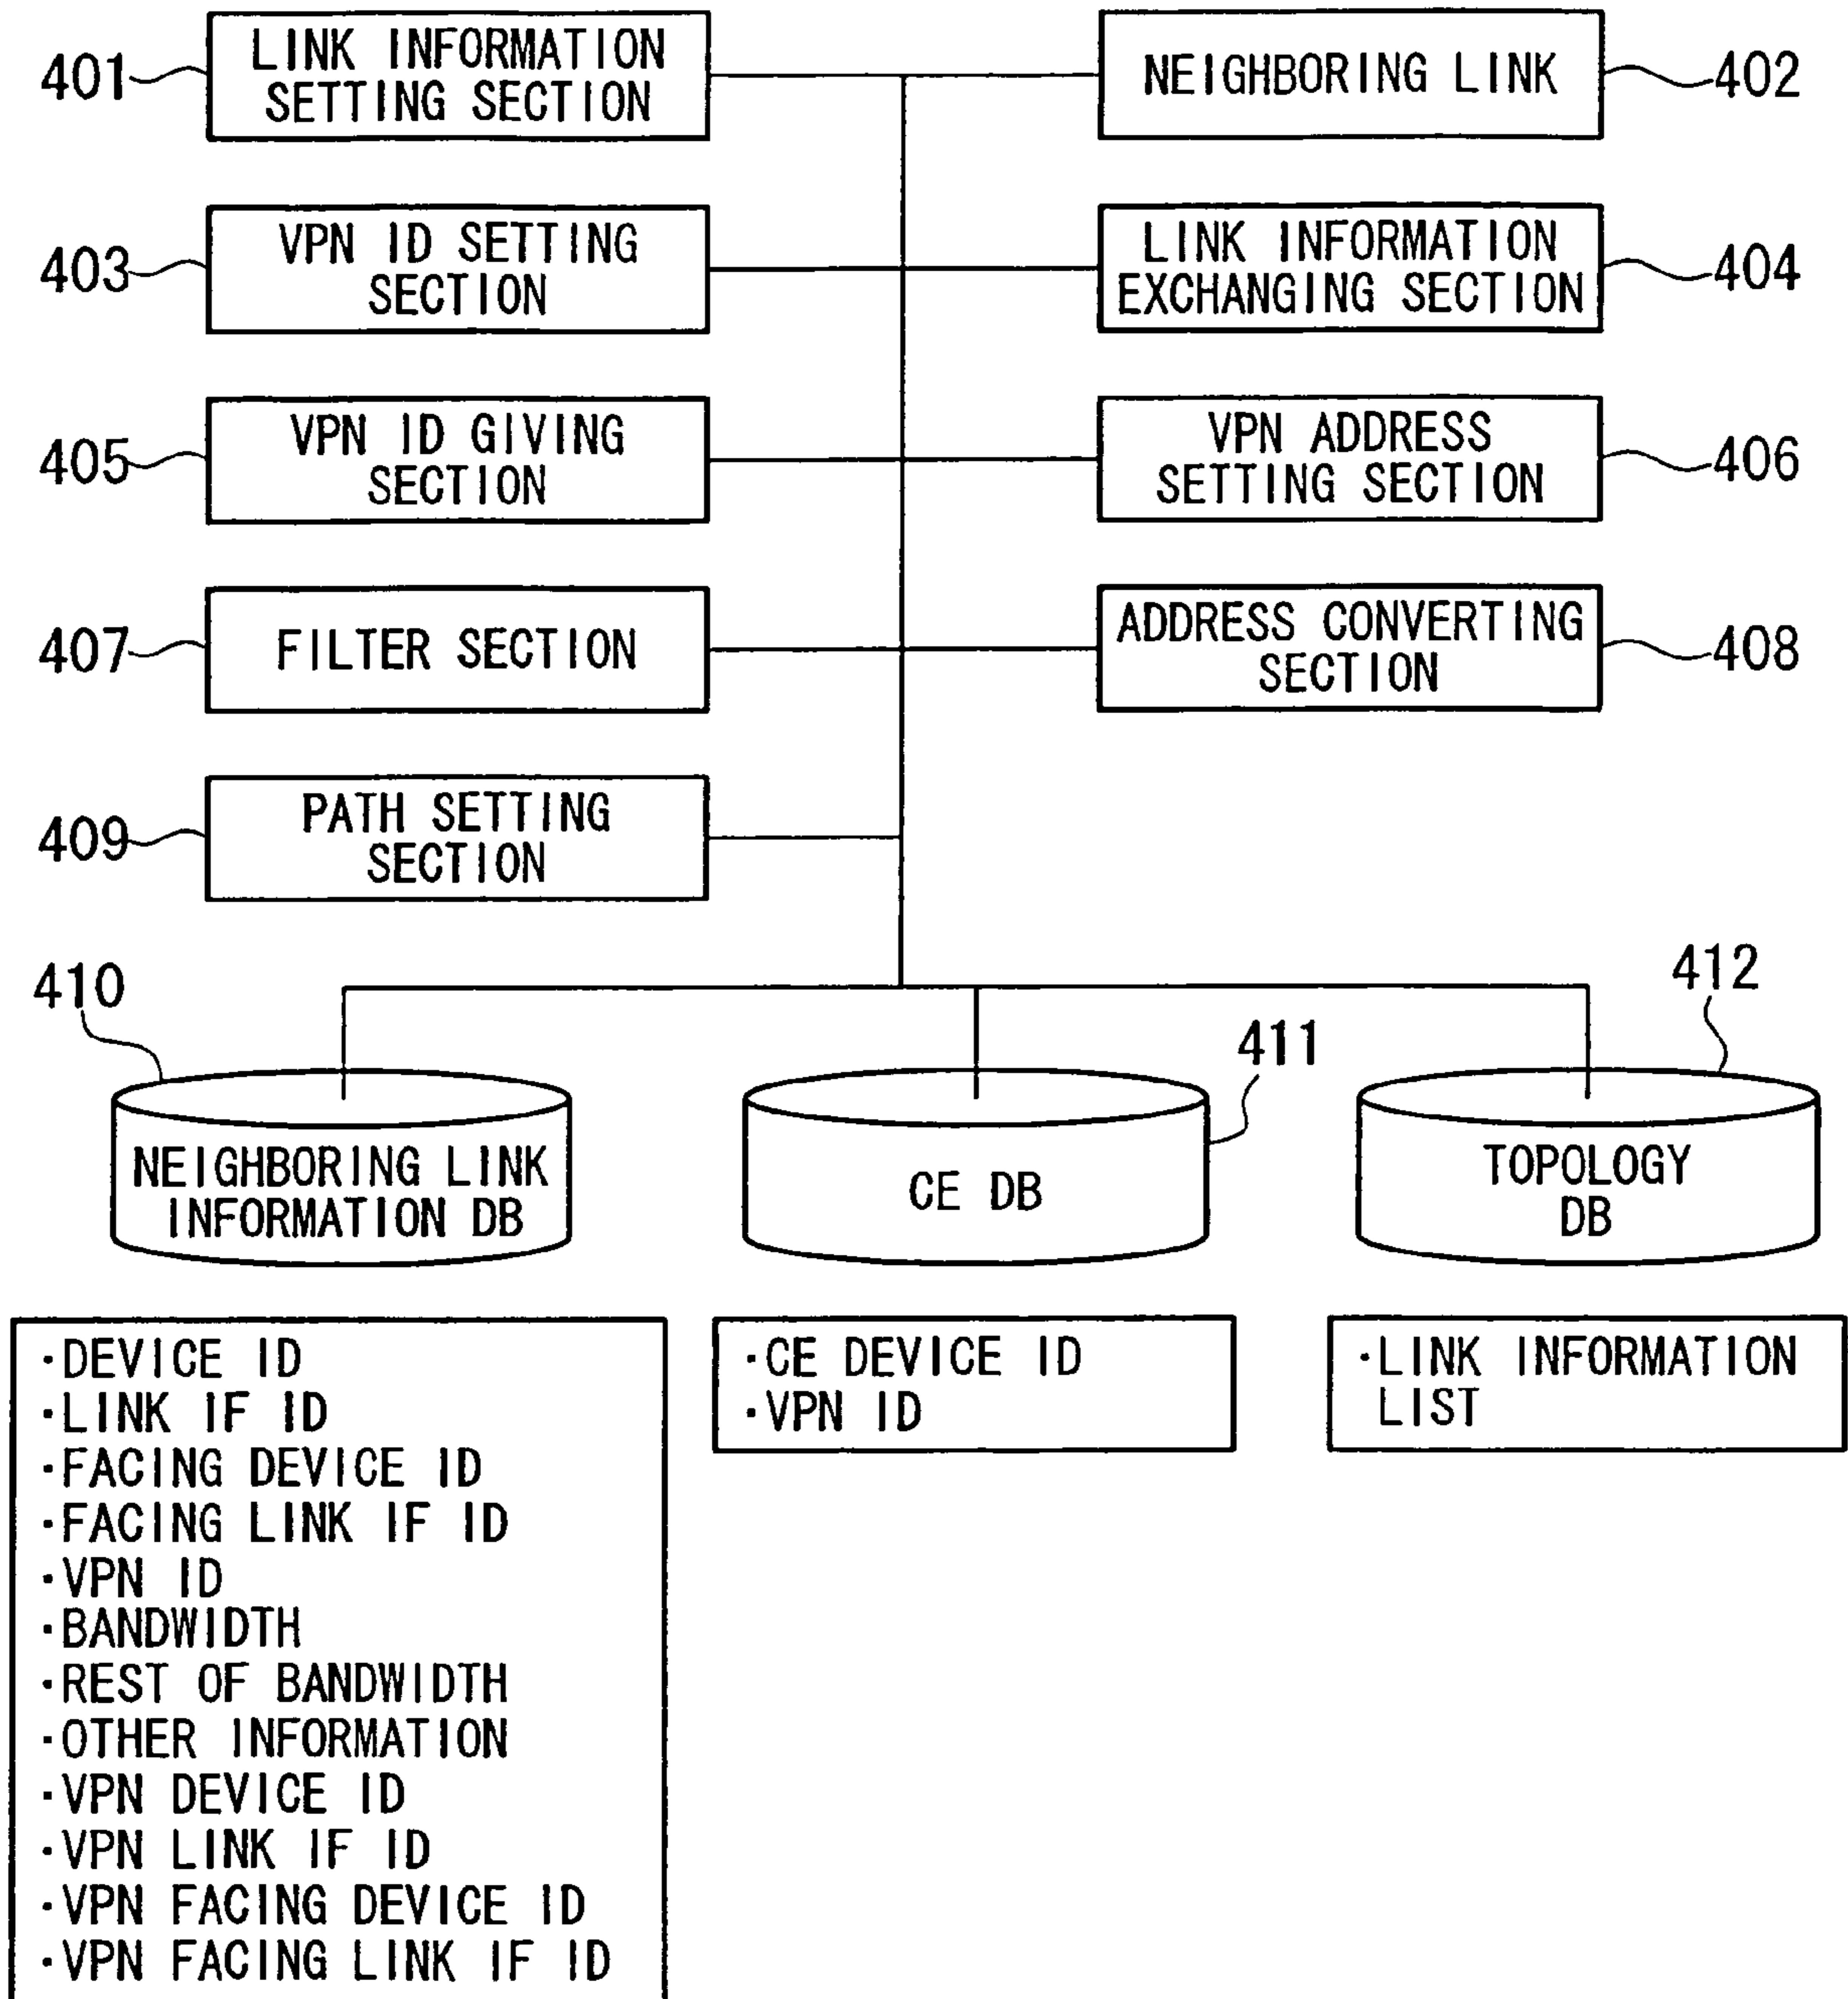 401
LINK INFORMATION
SETTING SECTION
NEIGHBORING LINK
402
403
VPN ID SETTING
SECTION
LINK INFORMATION
EXCHANGING SECTION
404
405
VPN ID GIVING
SECTION
VPN ADDRESS
SETTING SECTION
406
407
FILTER SECTION
ADDRESS CONVERTING
SECTION
408
409
PATH SETTING
SECTION
410
NEIGHBORING LINK
INFORMATION DB
411
CE DB
412
TOPOLOGY
DB
·DEVICE ID
·LINK IF ID
·FACING DEVICE ID
·FACING LINK IF ID
·VPN ID
·BANDWIDTH
·REST OF BANDWIDTH
·OTHER INFORMATION
·VPN DEVICE ID
·VPN LINK IF ID
·VPN FACING DEVICE ID
·VPN FACING LINK IF ID
·CE DEVICE ID
·VPN ID
·LINK INFORMATION
LIST